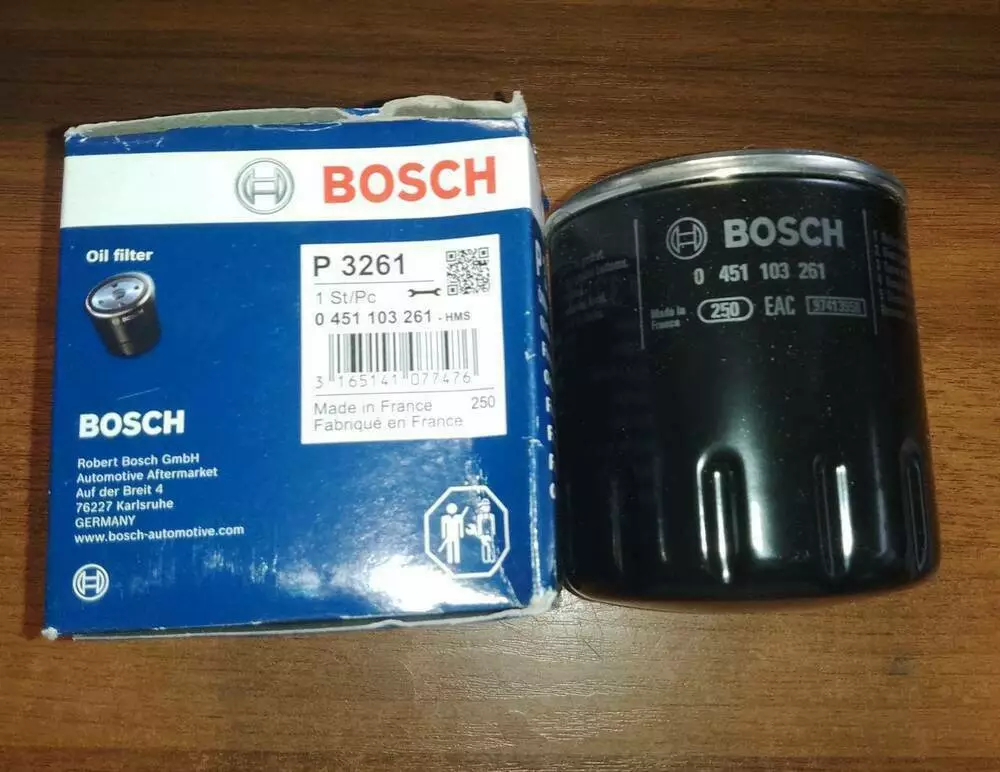 BOSCH
Oil filter
P 3261
1 St/Pc
0 451 103 261 - HMS
3 165141 077476
Made in France 250
Fabriqué en France
BOSCH
Robert Bosch GmbH
Automotive Aftermarket
Auf der Breit 4
76227 Karlsruhe
GERMANY
www.bosch-automotive.com
BOSCH
0 451 103 261
Made in
France
250 EAC